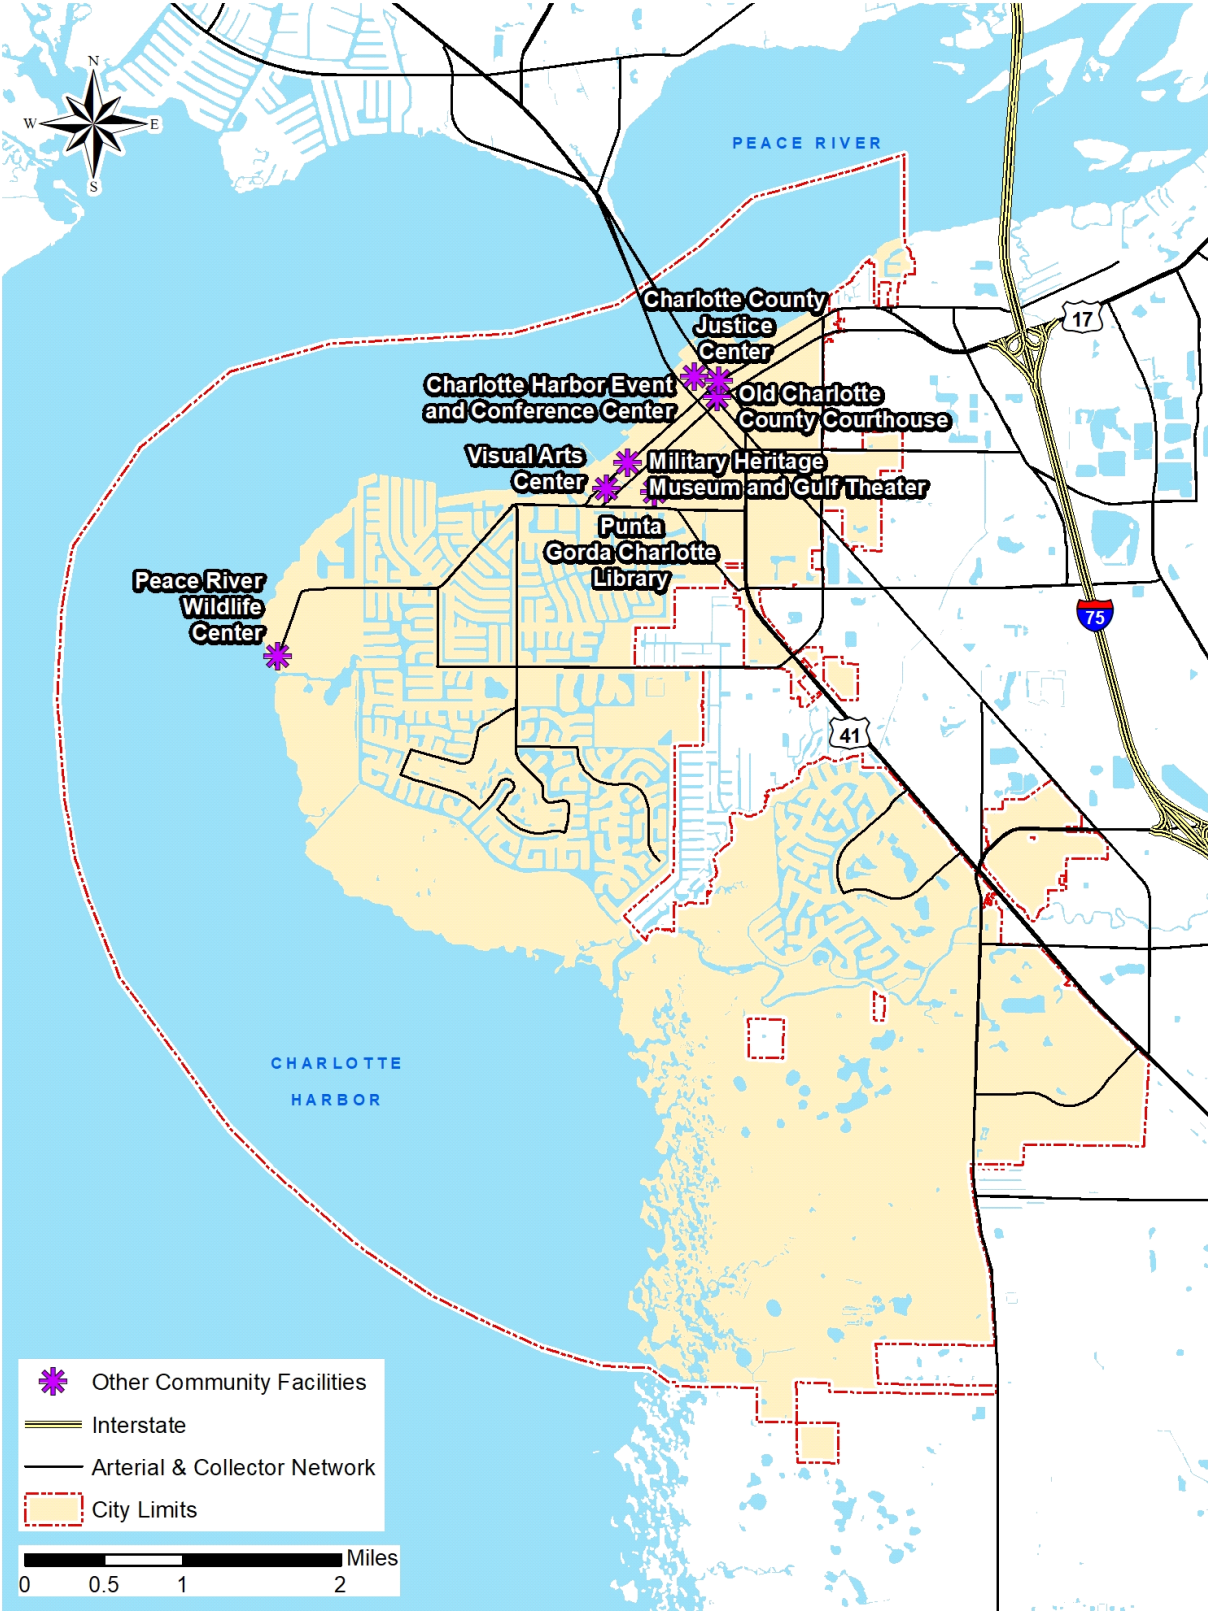 N
W
E
S
PEACE RIVER
17
Charlotte County
Justice
Center
Charlotte Harbor Event
and Conference Center
Old Charlotte
County Courthouse
Visual Arts
Center
Military Heritage
Museum and Gulf Theater
Punta
Gorda Charlotte
Library
Peace River
Wildlife
Center
75
41
CHARLOTTE
HARBOR
Other Community Facilities
Interstate
Arterial & Collector Network
City Limits
Miles
0 0.5 1 2